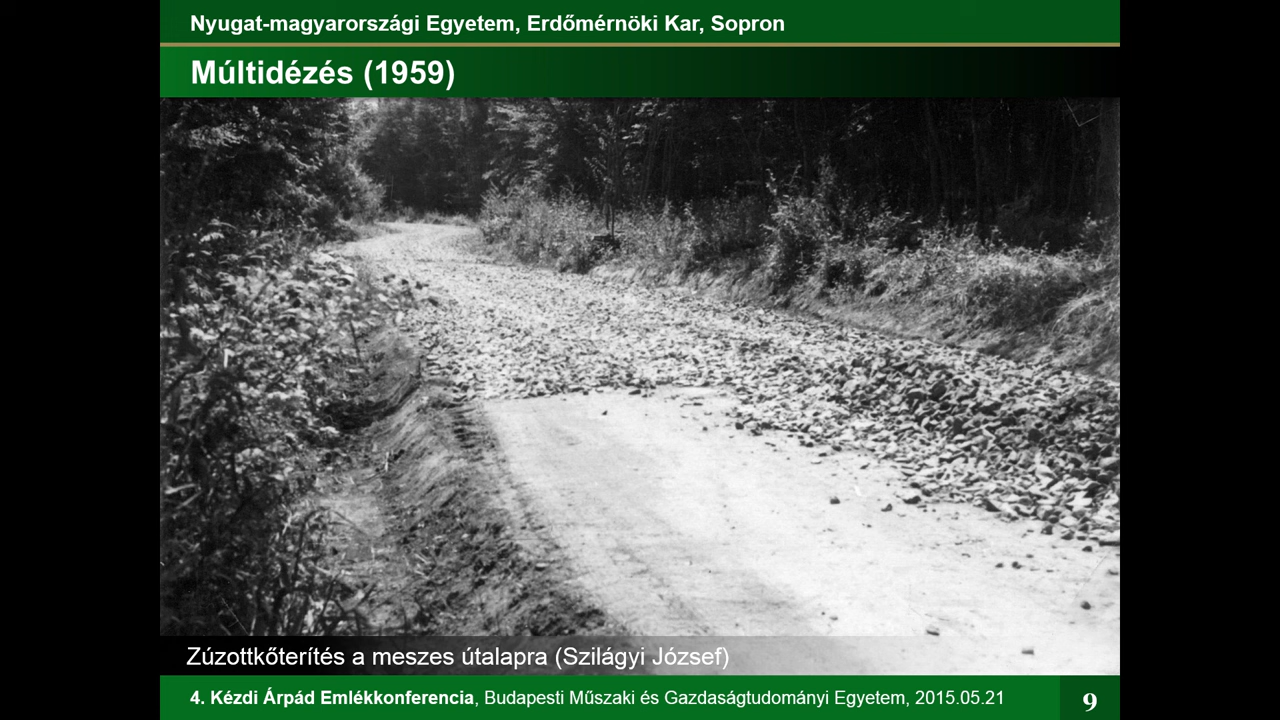 Nyugat-magyarországi Egyetem, Erdőmérnöki Kar, Sopron
Múltidézés (1959)
Zúzottkőterítés a meszes útalapra (Szilágyi József)
4. Kézdi Árpád Emlékkonferencia, Budapesti Műszaki és Gazdaságtudományi Egyetem, 2015.05.21
9